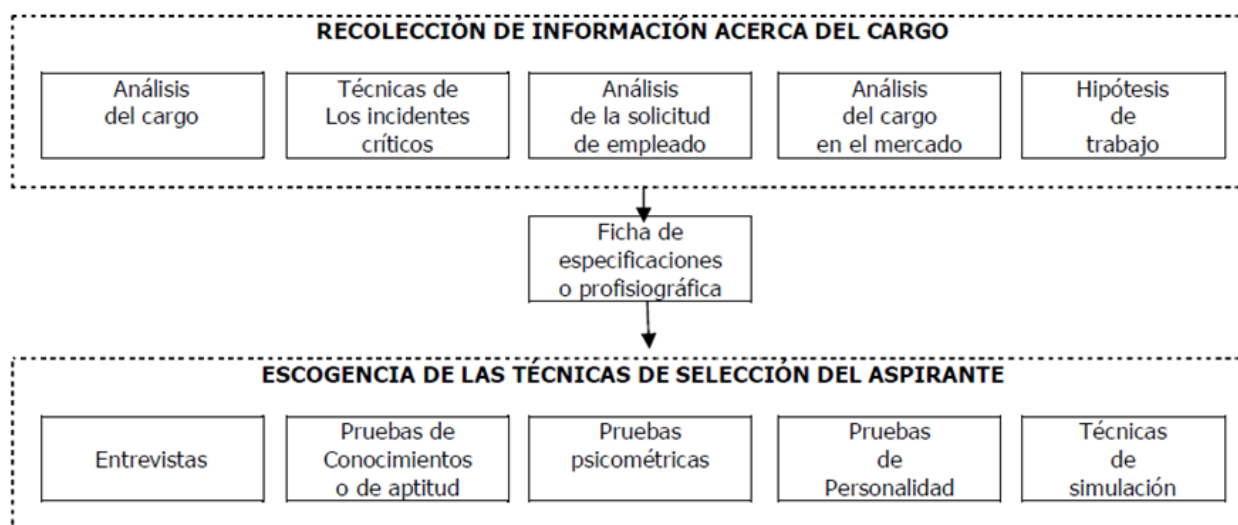 RECOLECCIÓN DE INFORMACIÓN ACERCA DEL CARGO
Análisis
del cargo
Técnicas de
Los incidentes
críticos
Análisis
de la solicitud
de empleado
Análisis
del cargo
en el mercado
Hipótesis
de
trabajo
Ficha de
especificaciones
o profisiográfica
ESCOGENCIA DE LAS TÉCNICAS DE SELECCIÓN DEL ASPIRANTE
Entrevistas
Pruebas de
Conocimientos
o de aptitud
Pruebas
psicométricas
Pruebas
de
Personalidad
Técnicas
de
simulación